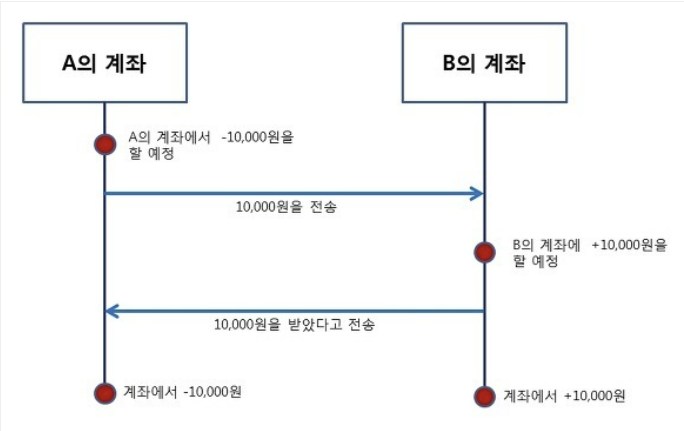 A의 계좌
B의 계좌
A의 계좌에서 -10,000원을
할 예정
10,000원을 전송
B의 계좌에 +10,000원을
할 예정
10,000원을 받았다고 전송
계좌에서 -10,000원
계좌에서 +10,000원